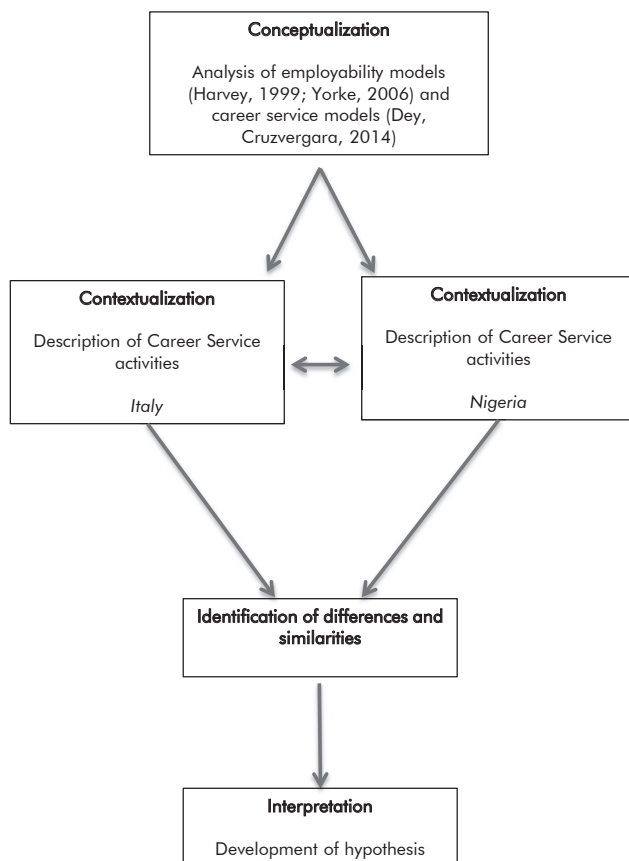 Conceptualization
Analysis of employability models
(Harvey, 1999; Yorke, 2006) and
career service models (Dey,
Cruzvergara, 2014)
Contextualization
Description of Career Service
activities
Italy
Contextualization
Description of Career Service
activities
Nigeria
Identification of differences and
similarities
Interpretation
Development of hypothesis